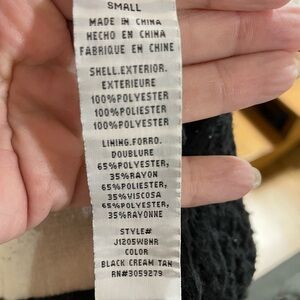 SMALL
MADE IN CHINA
HECHO EN CHINA
FABRIQUE EN CHINE
SHELL.EXTERIOR.
EXTERIEURE
100%POLYESTER
100%POLIESTER
100%POLYESTER
LINING.FORRO.
DOUBLURE
65%POLYESTER,
35%RAYON
65%POLIESTER,
35%VISCOSA
65%POLYESTER,
35%RAYONNE
STYLE#
J1205WBNR
COLOR
BLACK CREAM TAN
RN#3059279